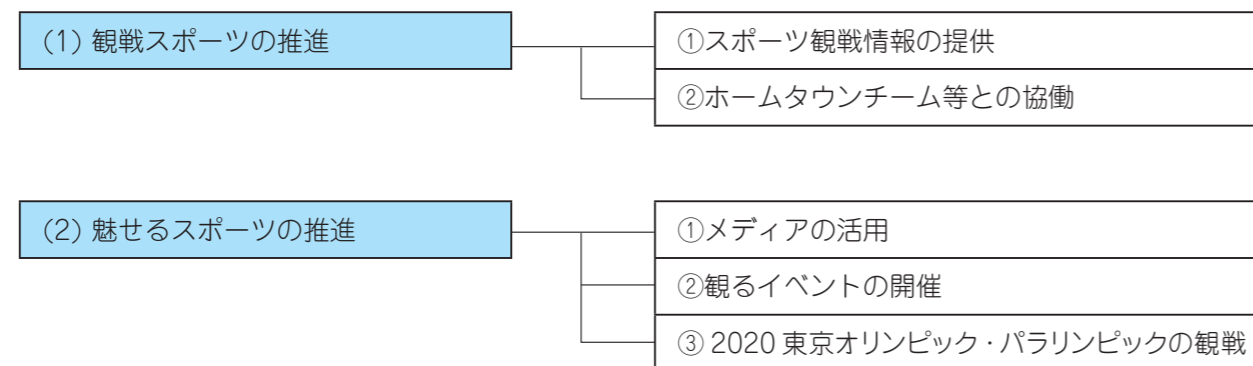 (1) 観戦スポーツの推進
①スポーツ観戦情報の提供
②ホームタウンチーム等との協働
(2) 魅せるスポーツの推進
①メディアの活用
②観るイベントの開催
③ 2020 東京オリンピック・パラリンピックの観戦